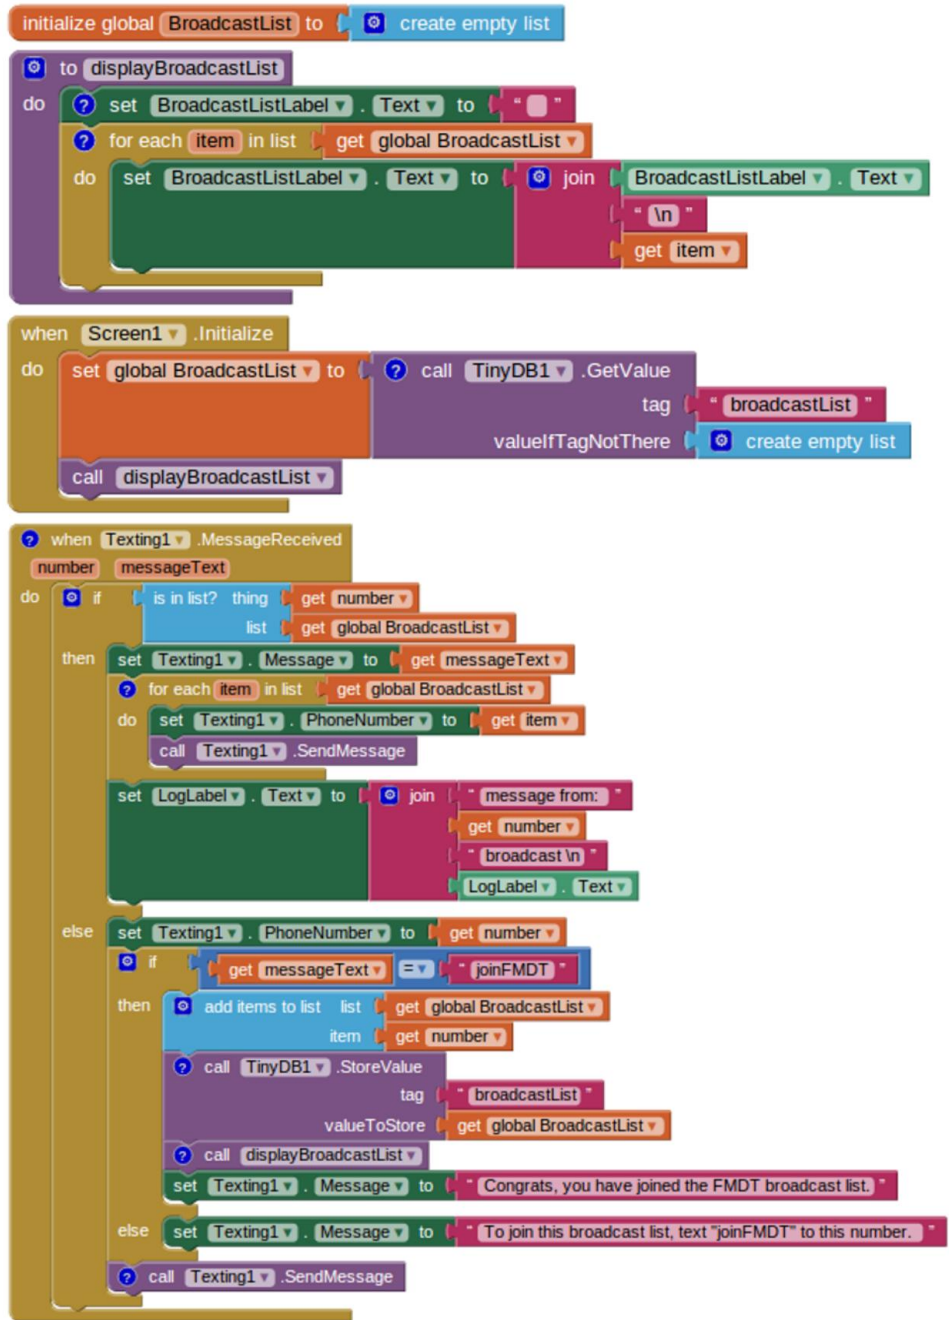 initialize global BroadcastList to create empty list
to displayBroadcastList
do ? set BroadcastListLabel . Text to “ ”
? for each item in list get global BroadcastList
do set BroadcastListLabel . Text to join BroadcastListLabel . Text
“ \n ”
get item
when Screen1 .Initialize
do set global BroadcastList to ? call TinyDB1 .GetValue
tag “ broadcastList ”
valueIfTagNotThere create empty list
call displayBroadcastList
? when Texting1 .MessageReceived
number messageText
do if is in list? thing get number
list get global BroadcastList
then set Texting1 . Message to get messageText
? for each item in list get global BroadcastList
do set Texting1 . PhoneNumber to get item
call Texting1 .SendMessage
set LogLabel . Text to join “ message from: ”
get number
“ broadcast \n ”
LogLabel . Text
else set Texting1 . PhoneNumber to get number
if get messageText = “ joinFMDT ”
then add items to list list get global BroadcastList
item get number
? call TinyDB1 .StoreValue
tag “ broadcastList ”
valueToStore get global BroadcastList
? call displayBroadcastList
set Texting1 . Message to “ Congrats, you have joined the FMDT broadcast list. ”
else set Texting1 . Message to “ To join this broadcast list, text "joinFMDT" to this number. ”
? call Texting1 .SendMessage